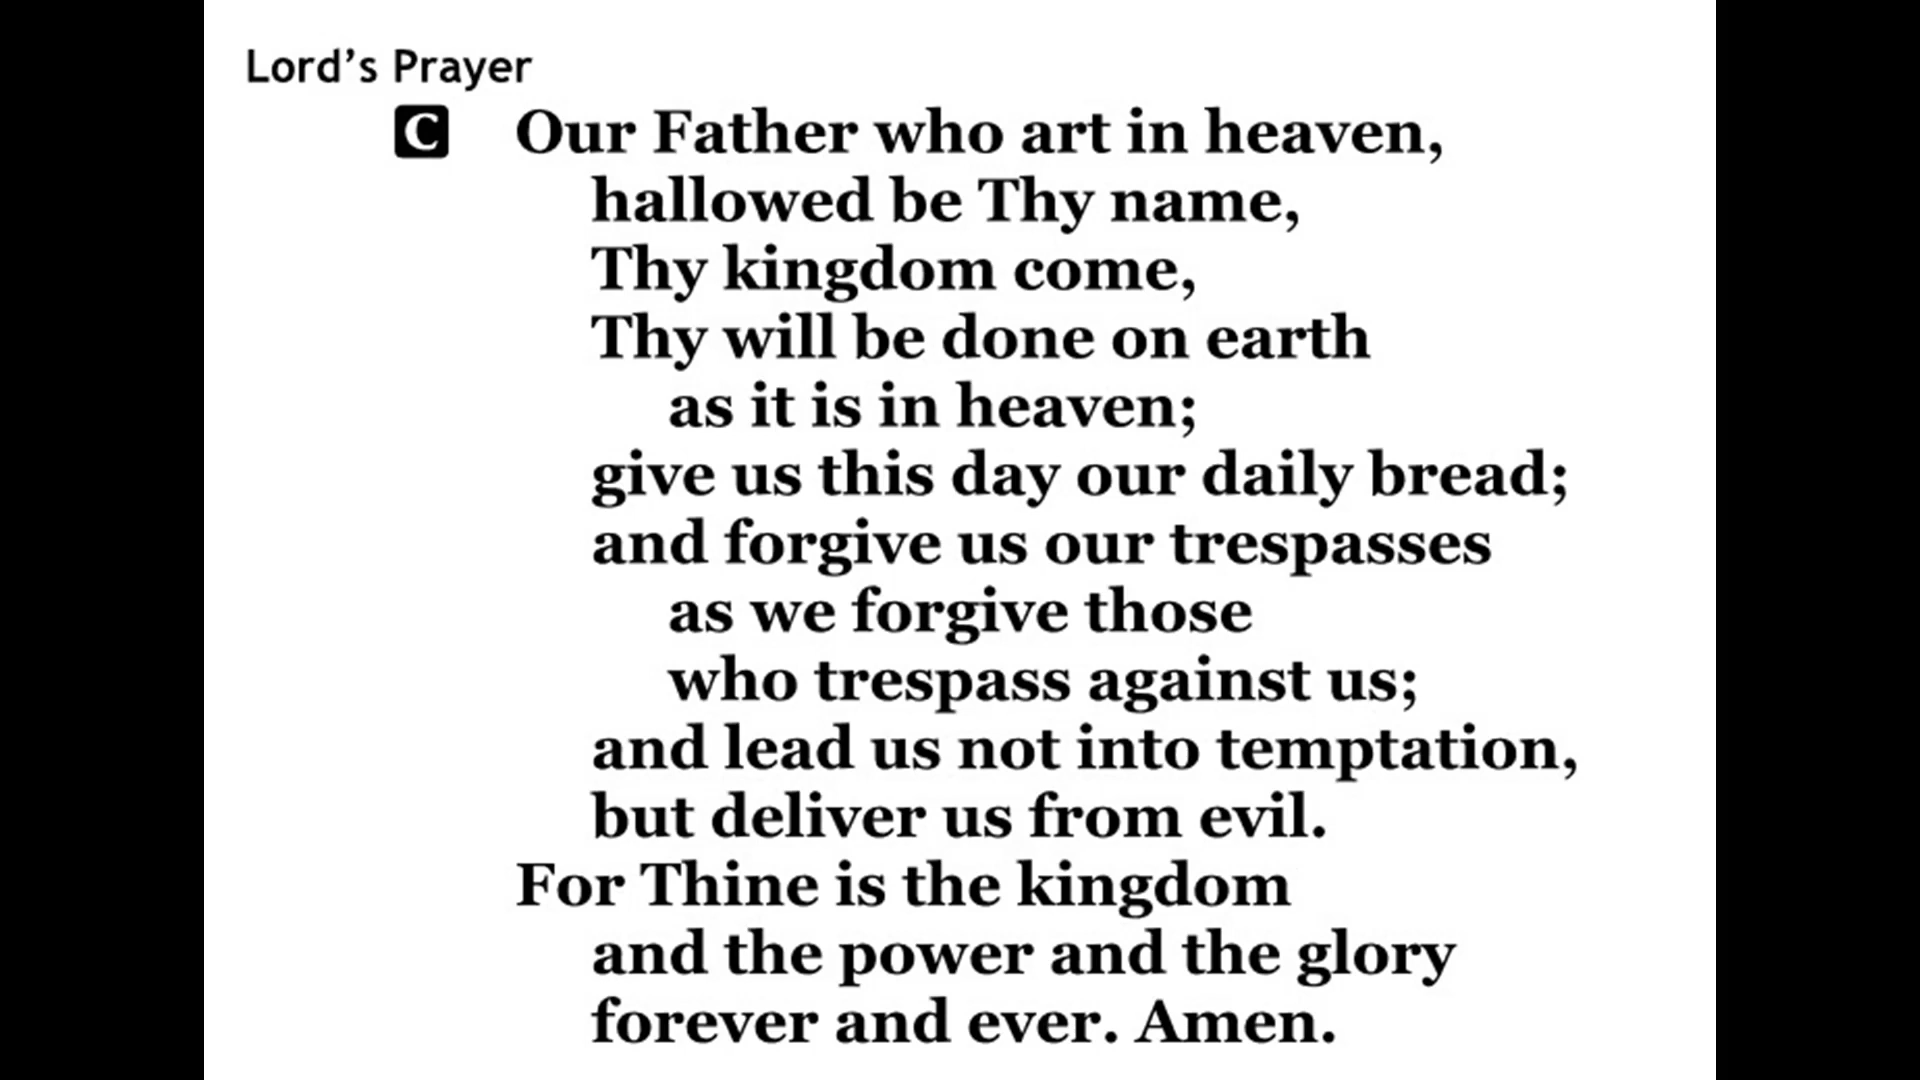 Lord’s Prayer
C Our Father who art in heaven,
hallowed be Thy name,
Thy kingdom come,
Thy will be done on earth
as it is in heaven;
give us this day our daily bread;
and forgive us our trespasses
as we forgive those
who trespass against us;
and lead us not into temptation,
but deliver us from evil.
For Thine is the kingdom
and the power and the glory
forever and ever. Amen.